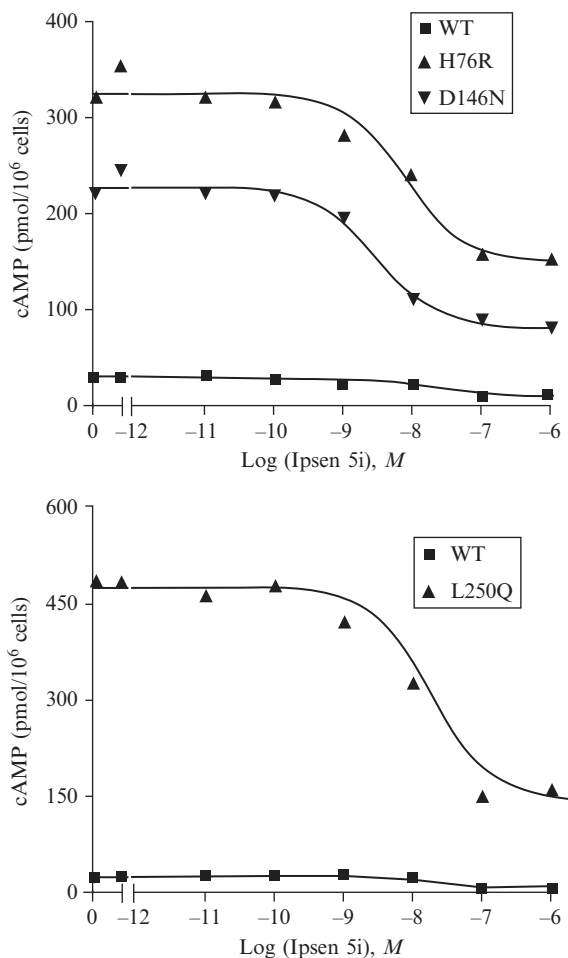 400
300
200
100
0
cAMP (pmol/10⁶ cells)
■ WT
▲ H76R
▼ D146N
0 –12 –11 –10 –9 –8 –7 –6
Log (Ipsen 5i), M
600
450
300
150
0
cAMP (pmol/10⁶ cells)
■ WT
▲ L250Q
0 –12 –11 –10 –9 –8 –7 –6
Log (Ipsen 5i), M